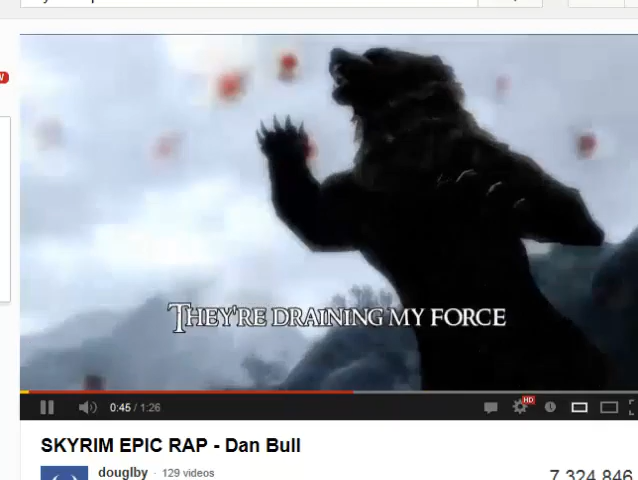 THEY'RE DRAINING MY FORCE
0:45 / 1:26
HD
SKYRIM EPIC RAP - Dan Bull
douglby · 129 videos
7,324,846